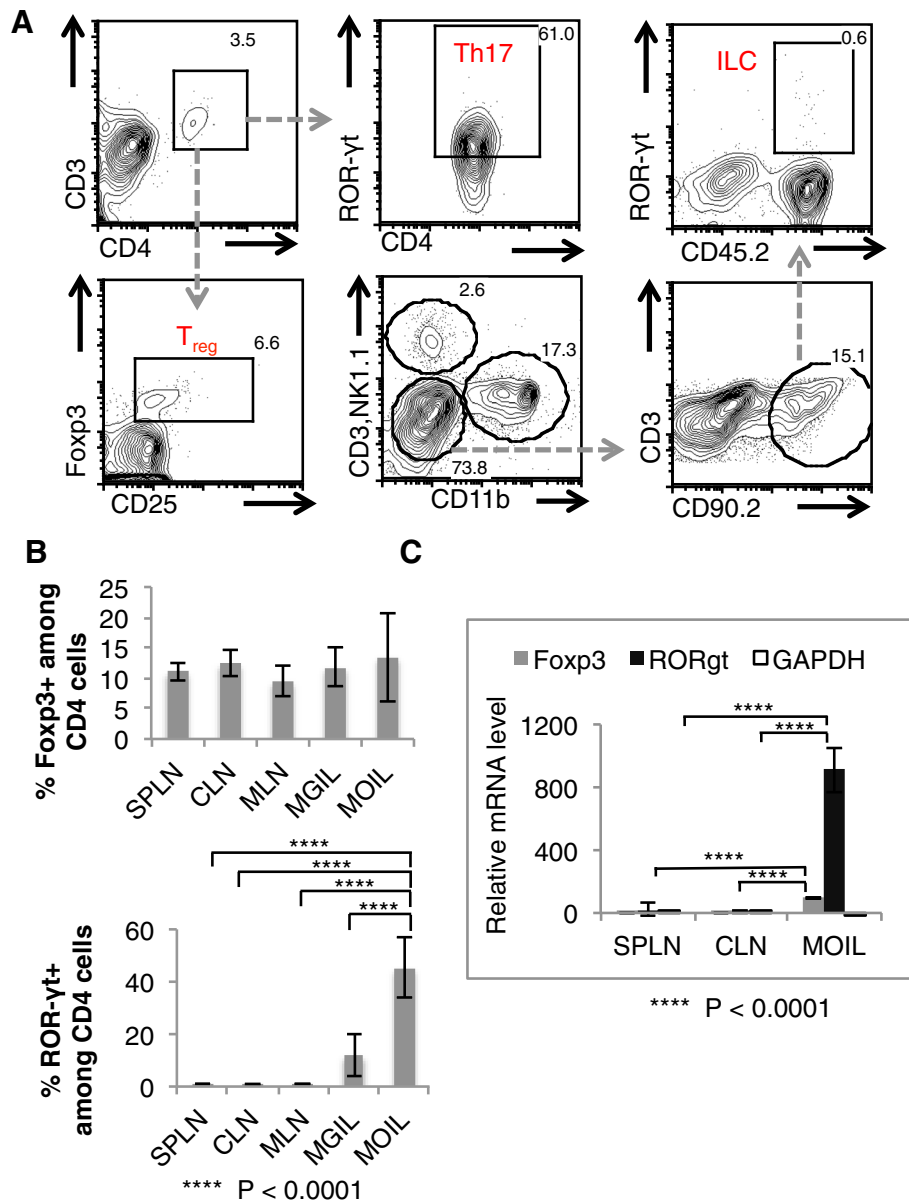 A
3.5
CD3
CD4
61.0
Th17
ROR-γt
CD4
0.6
ILC
ROR-γt
CD45.2
Treg
6.6
Foxp3
CD25
2.6
17.3
73.8
CD3,NK1.1
CD11b
15.1
CD3
CD90.2
B
% Foxp3+ among
CD4 cells
25
20
15
10
5
0
SPLN
CLN
MLN
MGIL
MOIL
% ROR-γt+
among CD4 cells
****
****
****
****
60
40
20
0
SPLN
CLN
MLN
MGIL
MOIL
**** P < 0.0001
C
Foxp3 RORgt GAPDH
Relative mRNA level
****
****
****
****
1200
800
400
0
SPLN CLN MOIL
**** P < 0.0001